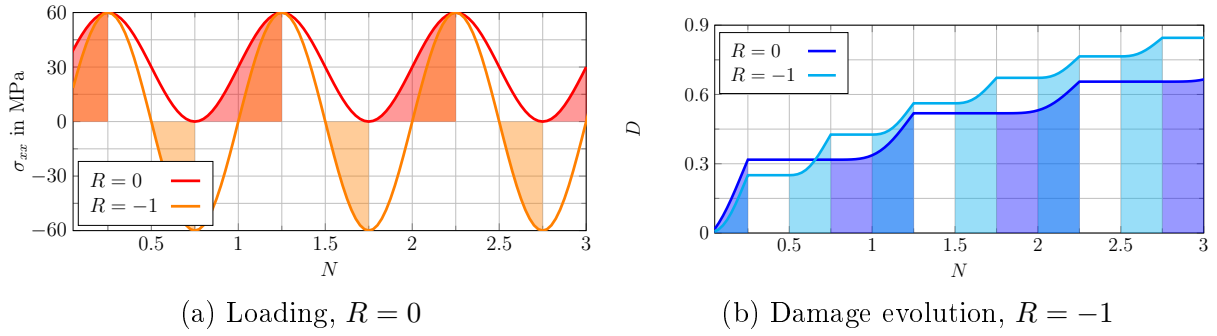 60
30
0
−30
−60
σxx in MPa
R = 0
R = −1
0.5
1
1.5
2
2.5
3
N
(a) Loading, R = 0
0.9
0.6
0.3
0
D
R = 0
R = −1
0.5
1
1.5
2
2.5
3
N
(b) Damage evolution, R = −1